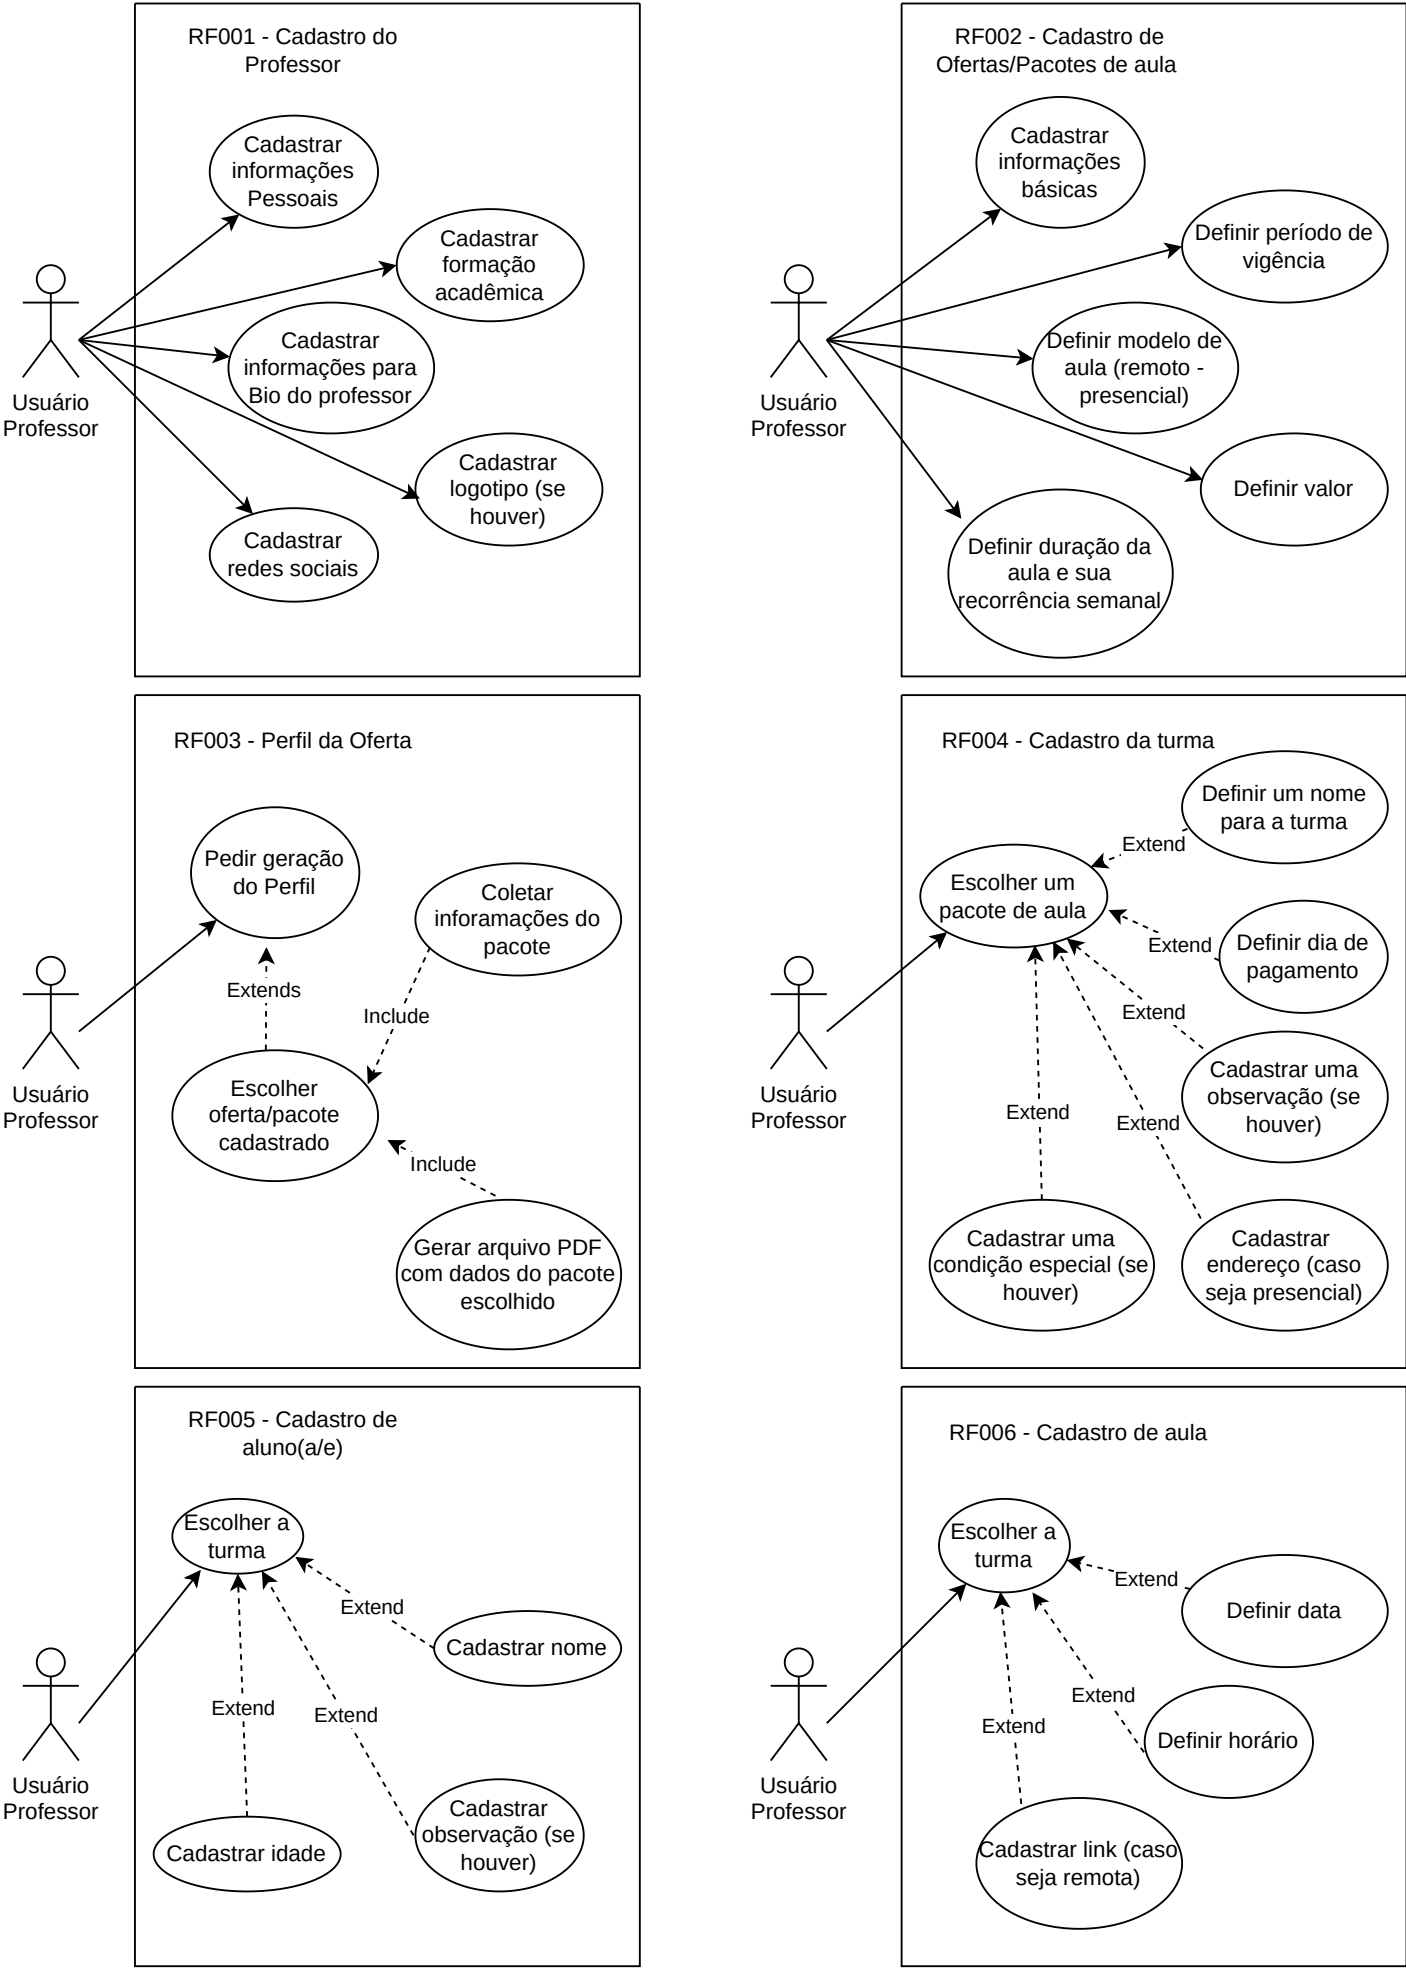 RF001 - Cadastro do
Professor
Cadastrar
informações
Pessoais
Cadastrar
formação
acadêmica
Cadastrar
informações para
Bio do professor
Cadastrar
logotipo (se
houver)
Cadastrar
redes sociais
Usuário
Professor
RF002 - Cadastro de
Ofertas/Pacotes de aula
Cadastrar
informações
básicas
Definir período de
vigência
Definir modelo de
aula (remoto -
presencial)
Definir valor
Definir duração da
aula e sua
recorrência semanal
Usuário
Professor
RF003 - Perfil da Oferta
Pedir geração
do Perfil
Coletar
inforamações do
pacote
Extends
Include
Escolher
oferta/pacote
cadastrado
Include
Gerar arquivo PDF
com dados do pacote
escolhido
Usuário
Professor
RF004 - Cadastro da turma
Definir um nome
para a turma
Extend
Escolher um
pacote de aula
Extend
Definir dia de
pagamento
Extend
Cadastrar uma
observação (se
houver)
Extend
Extend
Cadastrar uma
condição especial (se
houver)
Cadastrar
endereço (caso
seja presencial)
Usuário
Professor
RF005 - Cadastro de
aluno(a/e)
Escolher a
turma
Extend
Cadastrar nome
Extend
Extend
Cadastrar idade
Cadastrar
observação (se
houver)
Usuário
Professor
RF006 - Cadastro de aula
Escolher a
turma
Extend
Definir data
Extend
Extend
Definir horário
Cadastrar link (caso
seja remota)
Usuário
Professor